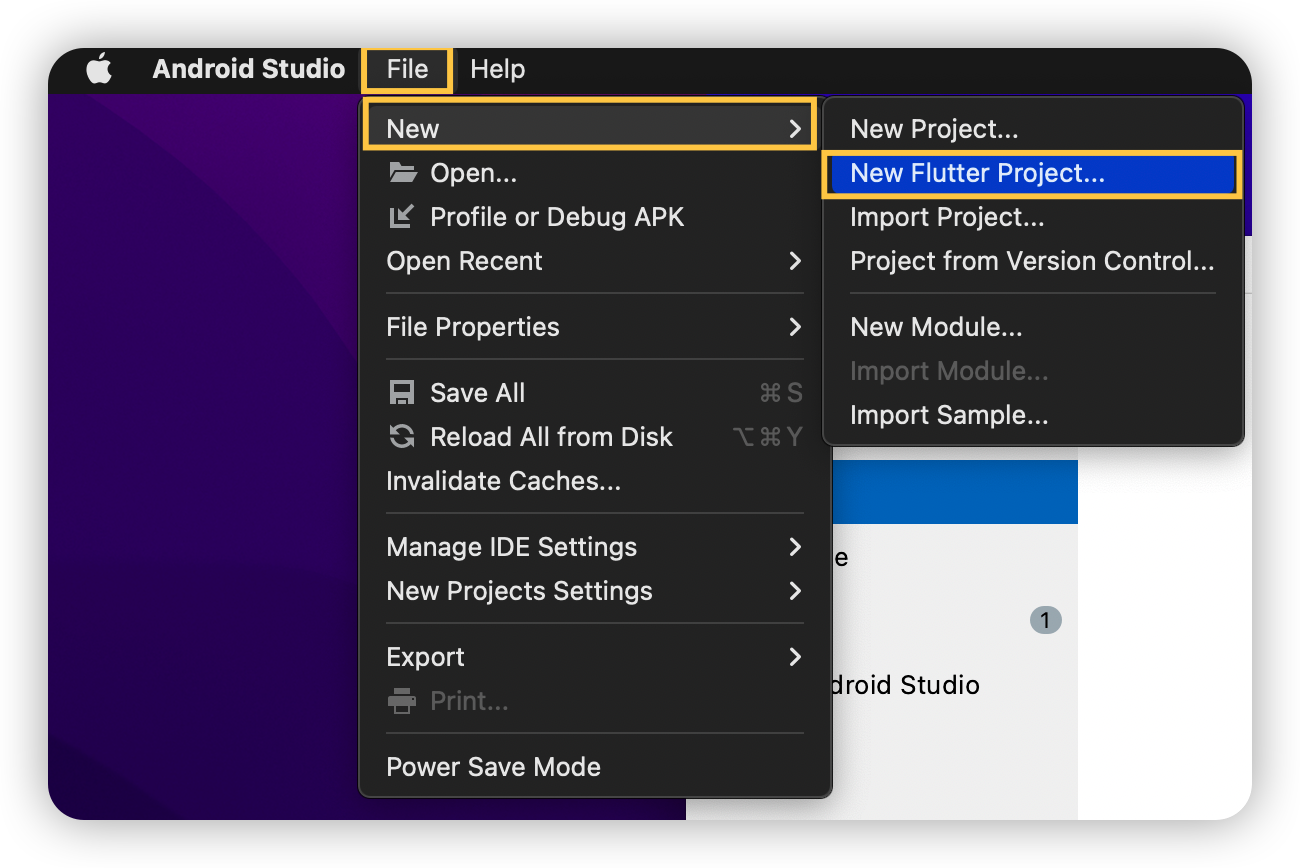 Android Studio File Help
New
Open...
Profile or Debug APK
Open Recent
File Properties
Save All ⌘ S
Reload All from Disk ⌥ ⌘ Y
Invalidate Caches...
Manage IDE Settings
New Projects Settings
Export
Print...
Power Save Mode
New Project...
New Flutter Project...
Import Project...
Project from Version Control...
New Module...
Import Module...
Import Sample...
e
1
droid Studio